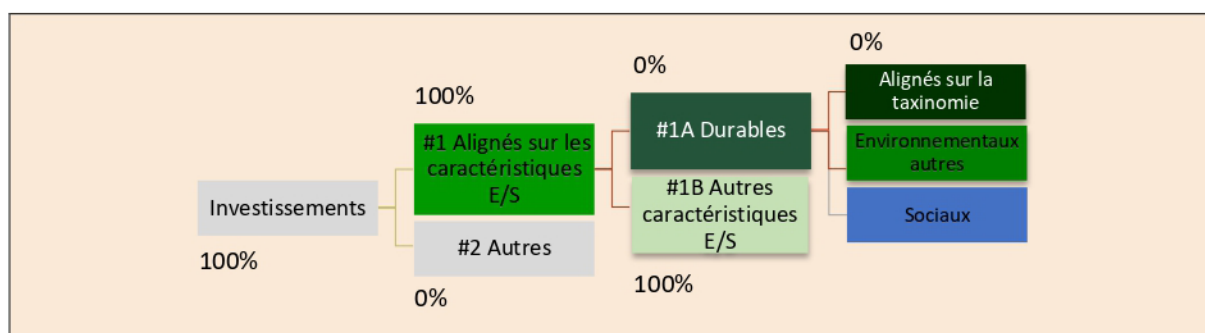 Investissements
100%
100%
#1 Alignés sur les
caractéristiques
E/S
#2 Autres
0%
0%
#1A Durables
#1B Autres
caractéristiques
E/S
100%
0%
Alignés sur la
taxinomie
Environnementaux
autres
Sociaux